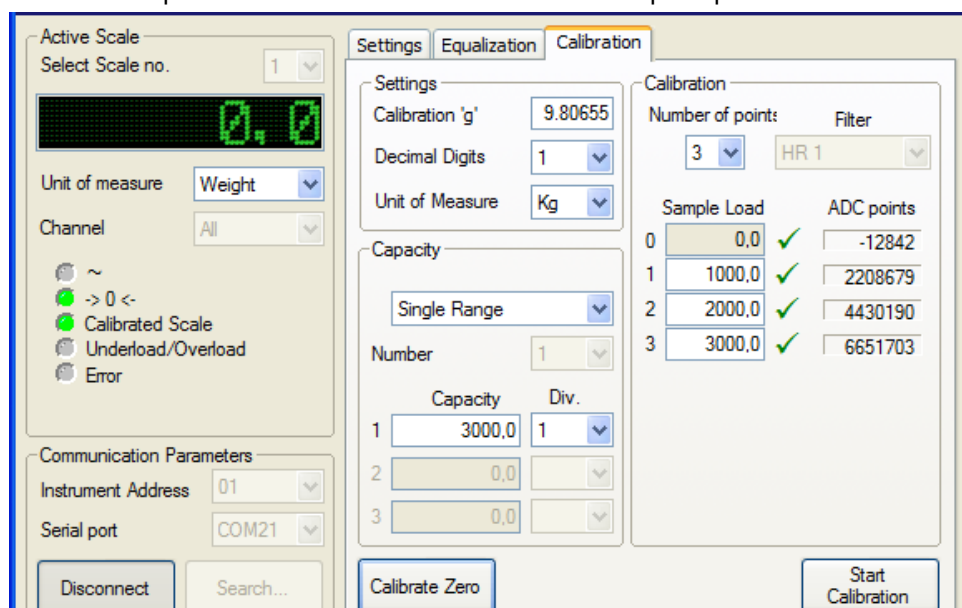 Active Scale
Select Scale no. 1
0,0
Unit of measure Weight
Channel All
~
-> 0 <-
Calibrated Scale
Underload/Overload
Error
Communication Parameters
Instrument Address 01
Serial port COM21
Disconnect Search...
Settings Equalization Calibration
Settings
Calibration 'g' 9.80655
Decimal Digits 1
Unit of Measure Kg
Capacity
Single Range
Number 1
Capacity Div.
1 3000,0 1
2 0,0
3 0,0
Calibrate Zero
Calibration
Number of points Filter
3 HR 1
Sample Load ADC points
0 0,0 ✓ -12842
1 1000,0 ✓ 2208679
2 2000,0 ✓ 4430190
3 3000,0 ✓ 6651703
Start
Calibration